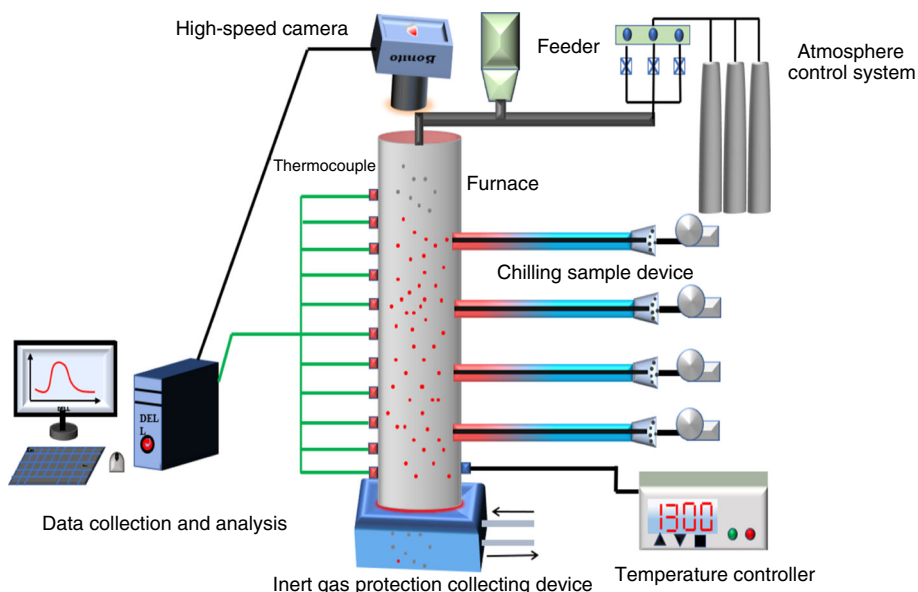 High-speed camera
Bonito
Feeder
Atmosphere
control system
Thermocouple
Furnace
Chilling sample device
DELL
DEL
L
Data collection and analysis
1300
Inert gas protection collecting device
Temperature controller